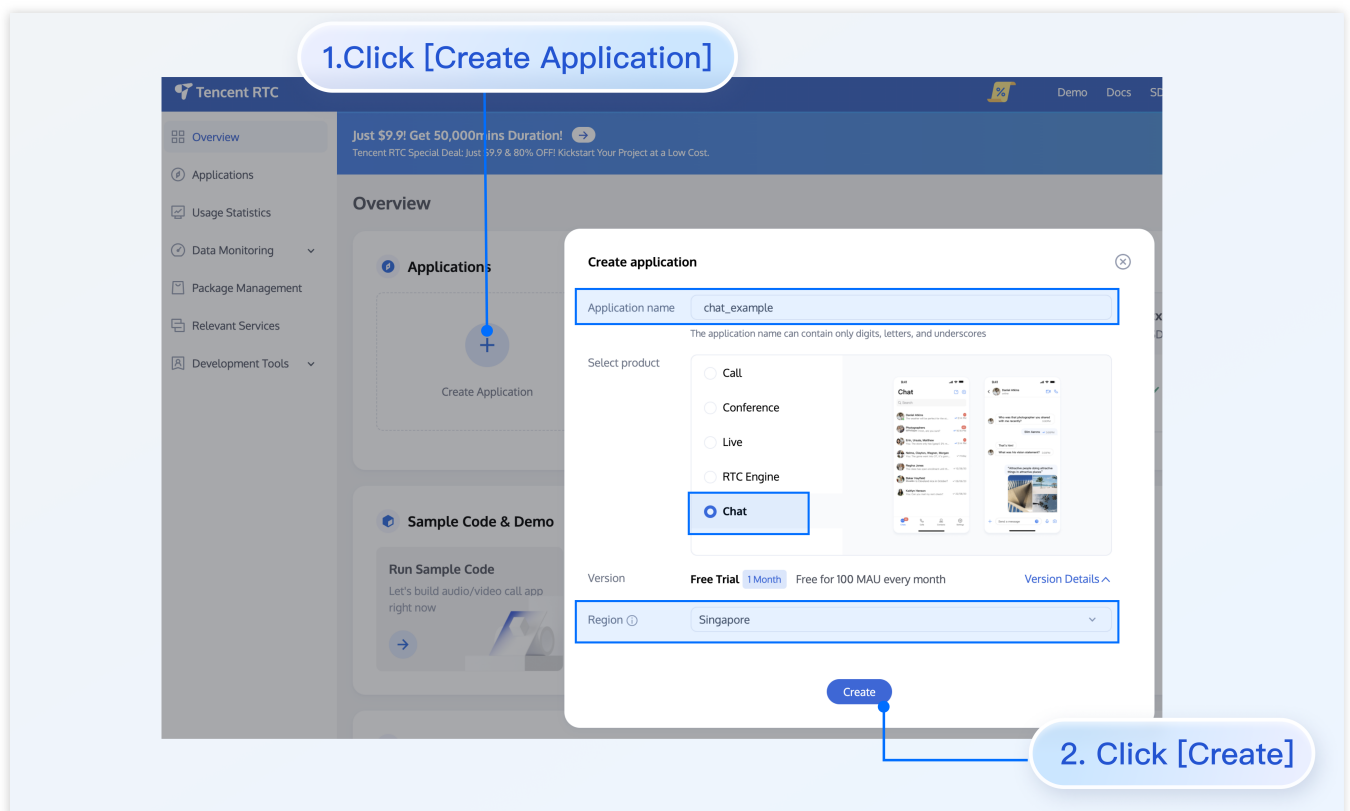 1.Click [Create Application]
Tencent RTC
Demo Docs
Overview
Applications
Usage Statistics
Data Monitoring
Package Management
Relevant Services
Development Tools
Just $9.9! Get 50,000mins Duration!
Tencent RTC Special Deal: Just $9.9 & 80% OFF! Kickstart Your Project at a Low Cost.
Overview
Applications
Create Application
Sample Code & Demo
Run Sample Code
Let's build audio/video call app
right now
Create application
Application name chat_example
The application name can contain only digits, letters, and underscores
Select product
Call
Conference
Live
RTC Engine
Chat
Chat
Version Free Trial 1 Month Free for 100 MAU every month Version Details
Region Singapore
Create
2. Click [Create]